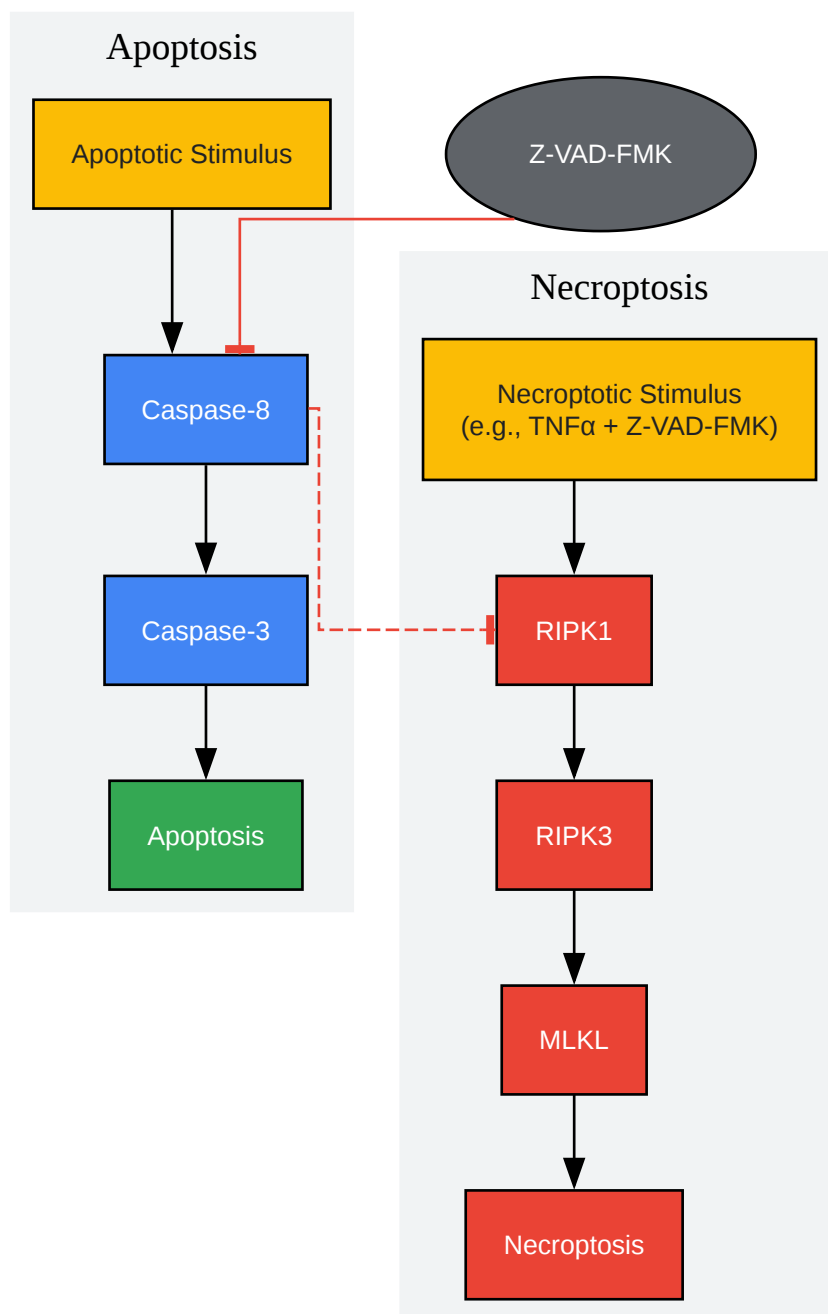 Apoptosis
Apoptotic Stimulus
Z-VAD-FMK
Necroptosis
Necroptotic Stimulus
(e.g., TNFα + Z-VAD-FMK)
Caspase-8
Caspase-3
RIPK1
Apoptosis
RIPK3
MLKL
Necroptosis